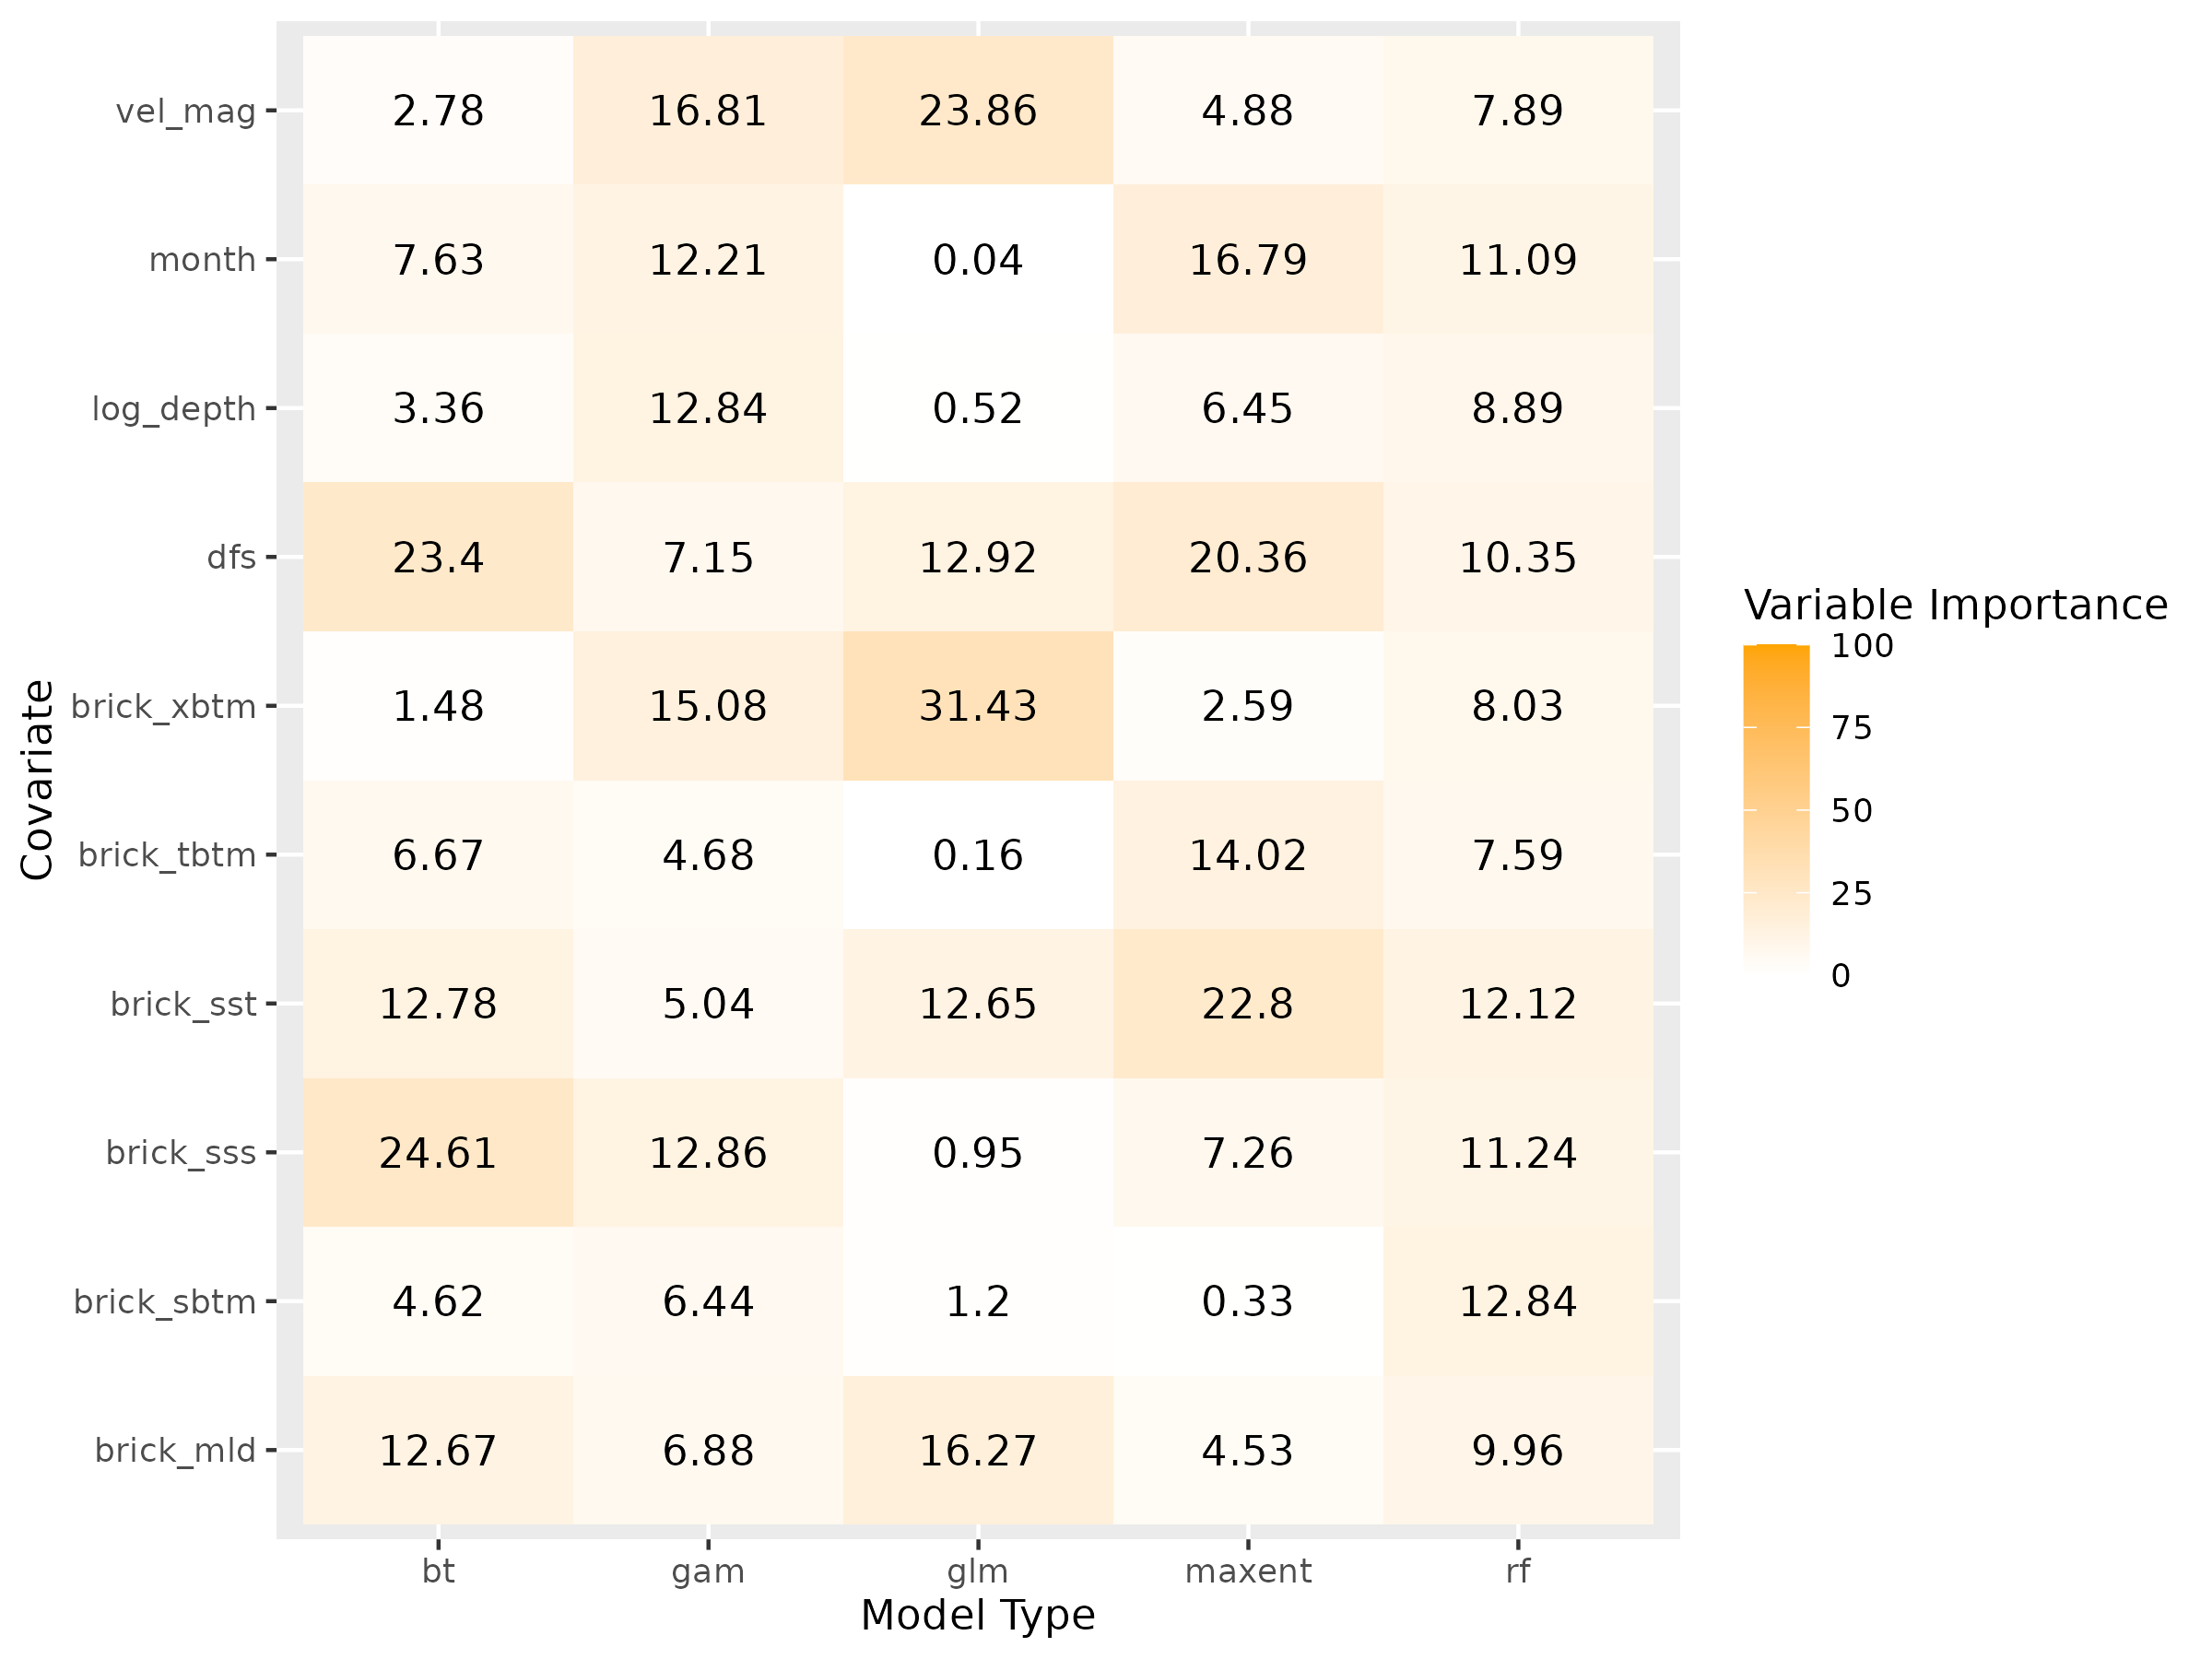 vel_mag 2.78 16.81 23.86 4.88 7.89
month 7.63 12.21 0.04 16.79 11.09
log_depth 3.36 12.84 0.52 6.45 8.89
dfs 23.4 7.15 12.92 20.36 10.35
brick_xbtm 1.48 15.08 31.43 2.59 8.03
brick_tbtm 6.67 4.68 0.16 14.02 7.59
brick_sst 12.78 5.04 12.65 22.8 12.12
brick_sss 24.61 12.86 0.95 7.26 11.24
brick_sbtm 4.62 6.44 1.2 0.33 12.84
brick_mld 12.67 6.88 16.27 4.53 9.96
bt gam glm maxent rf
Model Type
Covariate
Variable Importance
100
75
50
25
0